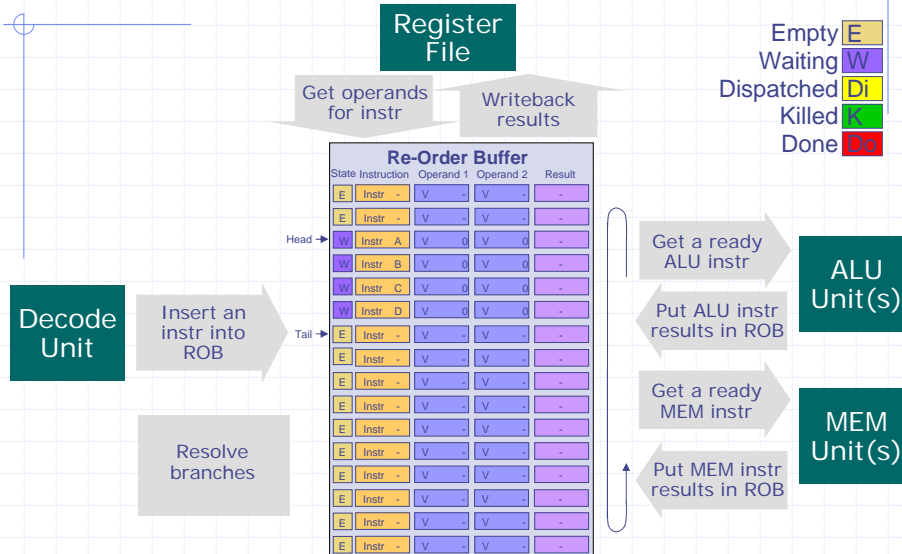 Register
File
Empty E
Waiting W
Dispatched Di
Killed K
Done Do
Get operands
for instr
Writeback
results
Re-Order Buffer
State Instruction Operand 1 Operand 2 Result
E Instr - V - V - -
E Instr - V - V - -
Head W Instr A V 0 V 0 -
W Instr B V 0 V 0 -
W Instr C V 0 V 0 -
W Instr D V 0 V 0 -
Tail E Instr - V - V - -
E Instr - V - V - -
E Instr - V - V - -
E Instr - V - V - -
E Instr - V - V - -
E Instr - V - V - -
E Instr - V - V - -
E Instr - V - V - -
E Instr - V - V - -
E Instr - V - V - -
Decode
Unit
Insert an
instr into
ROB
Resolve
branches
Get a ready
ALU instr
Put ALU instr
results in ROB
ALU
Unit(s)
Get a ready
MEM instr
Put MEM instr
results in ROB
MEM
Unit(s)